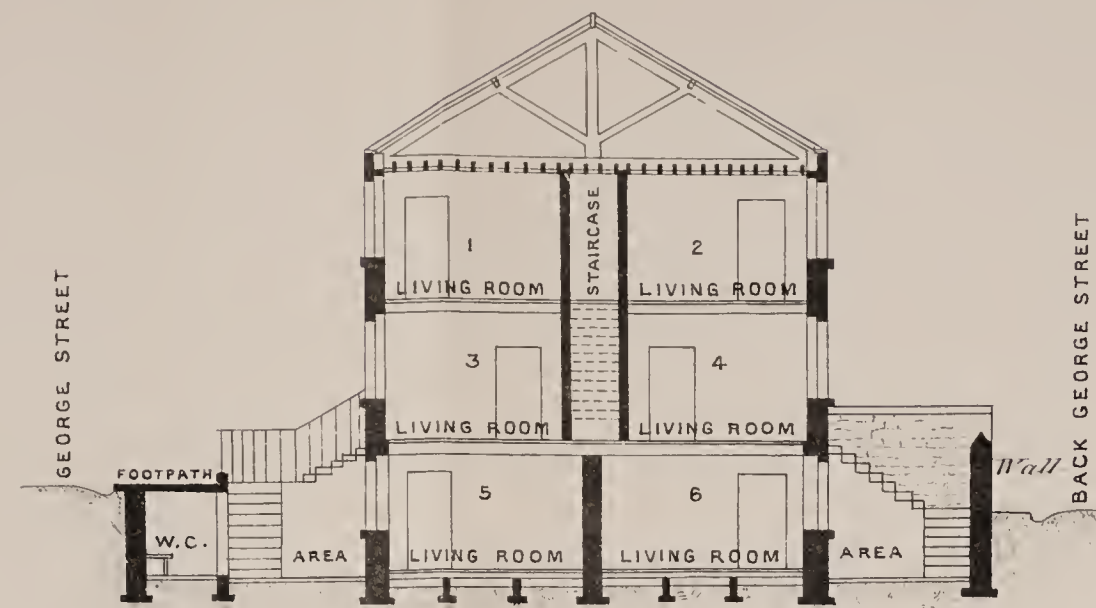 STAIRCASE
1
2
LIVING ROOM
LIVING ROOM
GEORGE STREET
BACK GEORGE STREET
3
4
LIVING ROOM
LIVING ROOM
FOOTPATH
Wall
5
6
W.C.
AREA
LIVING ROOM
LIVING ROOM
AREA